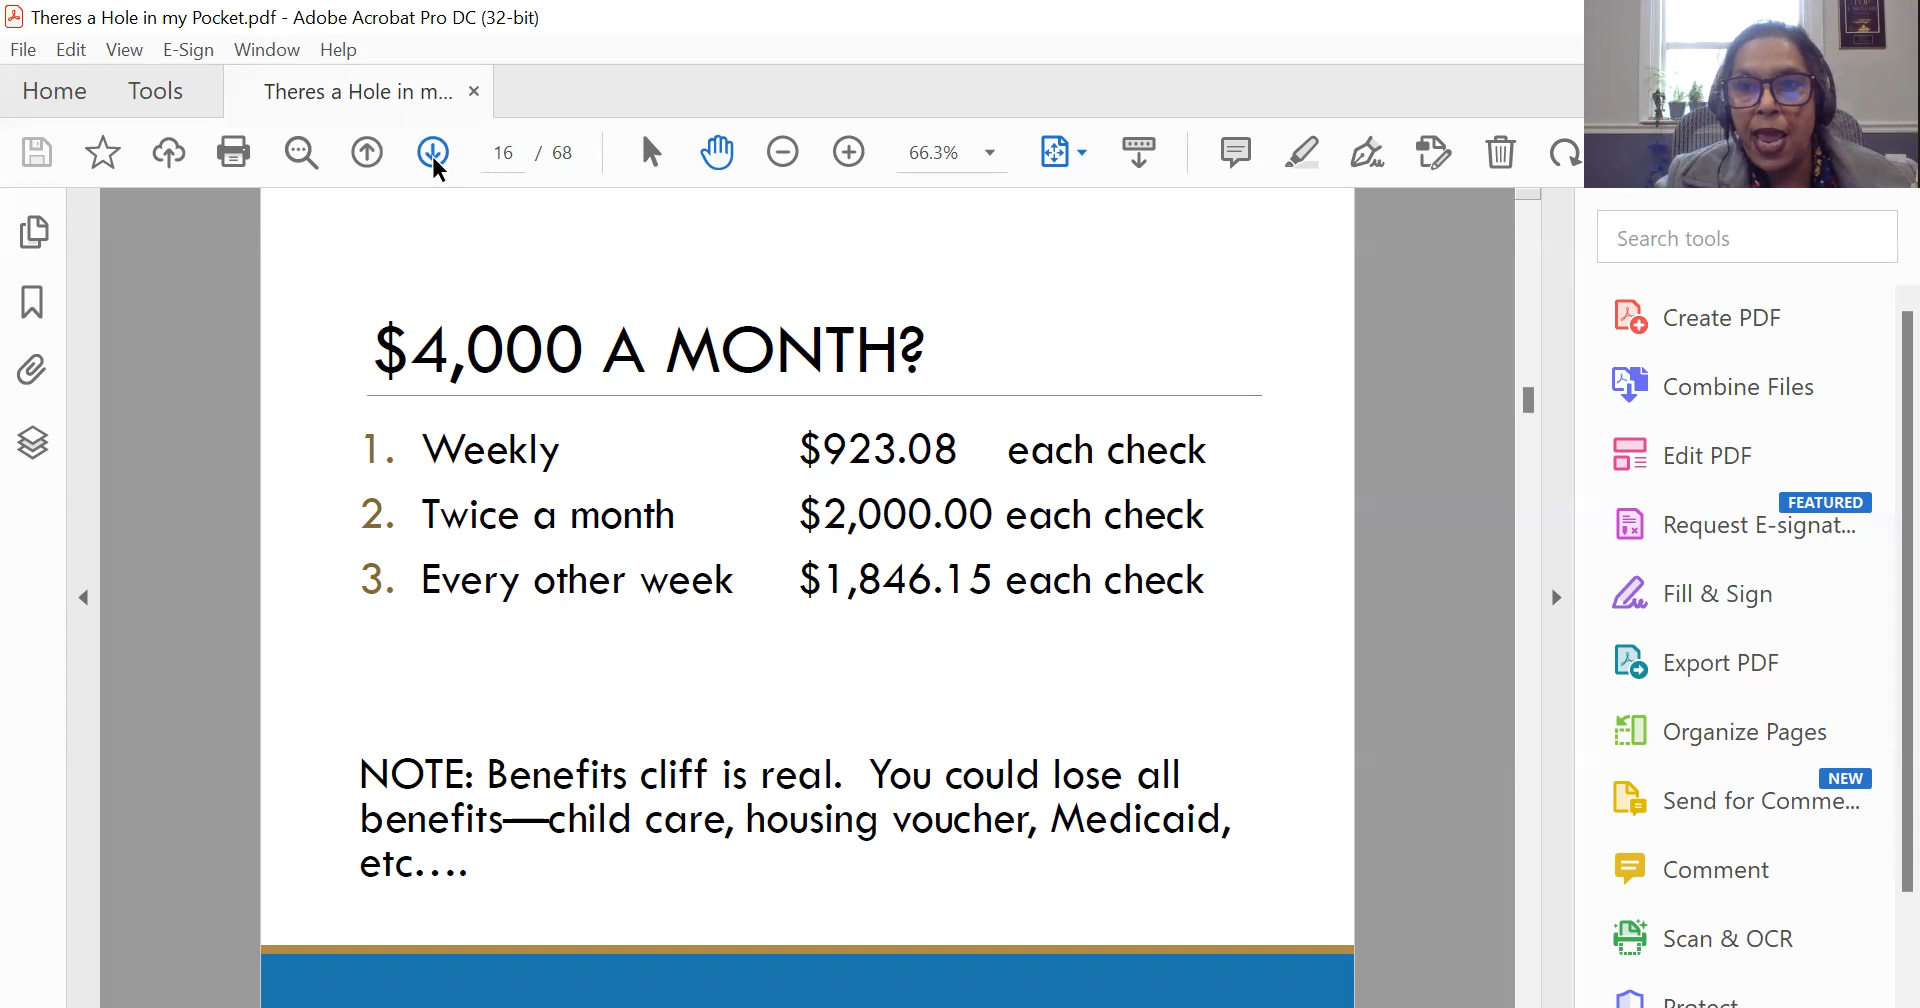 Theres a Hole in my Pocket.pdf - Adobe Acrobat Pro DC (32-bit)
File Edit View E-Sign Window Help
Home Tools Theres a Hole in m... ×
16 / 68 66.3%
Search tools
$4,000 A MONTH?
1. Weekly $923.08 each check
2. Twice a month $2,000.00 each check
3. Every other week $1,846.15 each check
NOTE: Benefits cliff is real. You could lose all
benefits—child care, housing voucher, Medicaid,
etc....
Create PDF
Combine Files
Edit PDF
FEATURED
Request E-signat...
Fill & Sign
Export PDF
Organize Pages
NEW
Send for Comme...
Comment
Scan & OCR
Protect